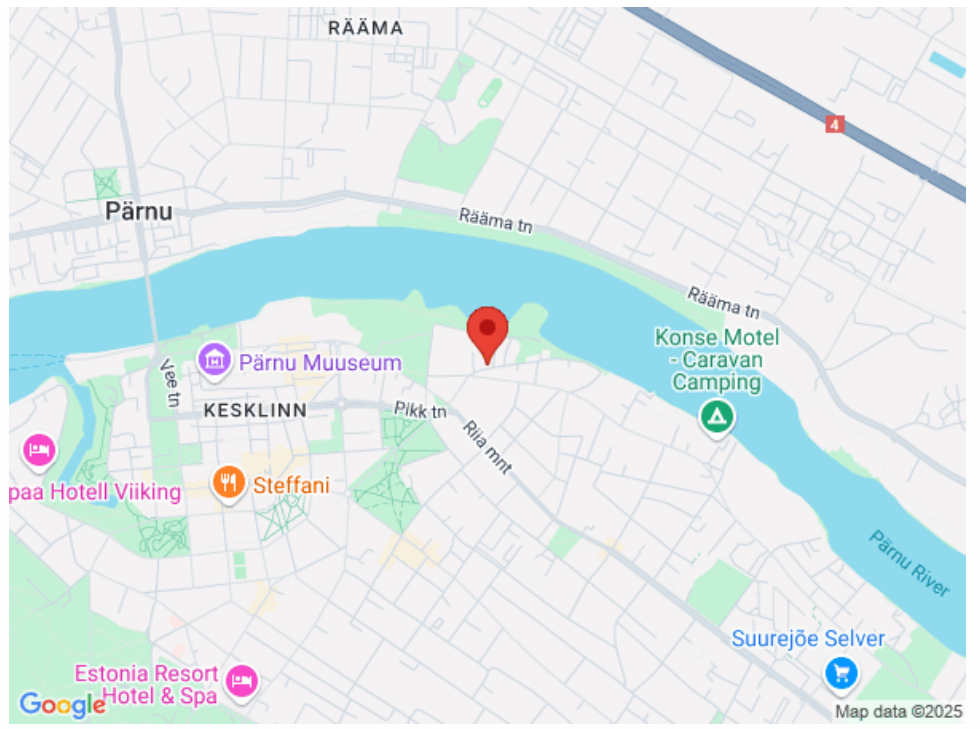 RÄÄMA
4
Pärnu
Rääma tn
Rääma tn
Konse Motel
- Caravan
Camping
Pärnu Muuseum
Vee tn
KESKLINN
Pikk tn
Riia mnt
paa Hotell Viiking
Steffani
Pärnu River
Suurejõe Selver
Estonia Resort
Hotel & Spa
Google
Map data ©2025